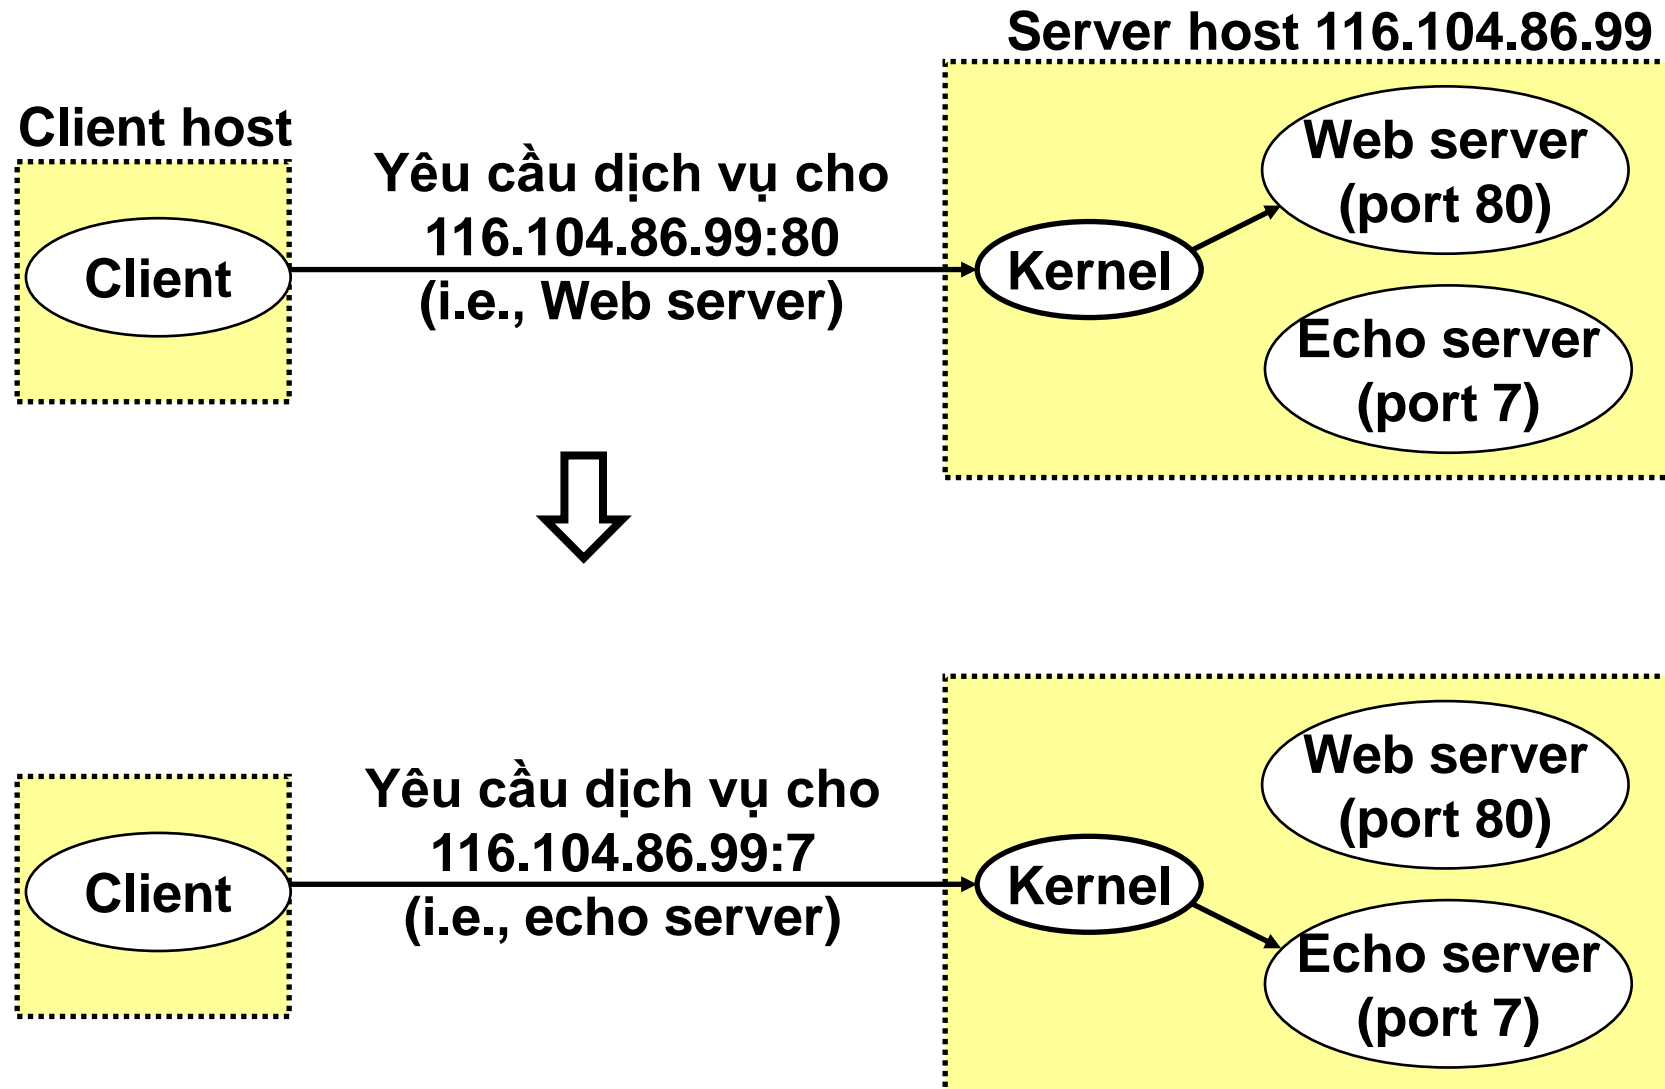 Server host 116.104.86.99
Client host
Yêu cầu dịch vụ cho
116.104.86.99:80
(i.e., Web server)
Client
Kernel
Web server
(port 80)
Echo server
(port 7)
Yêu cầu dịch vụ cho
116.104.86.99:7
(i.e., echo server)
Client
Kernel
Web server
(port 80)
Echo server
(port 7)